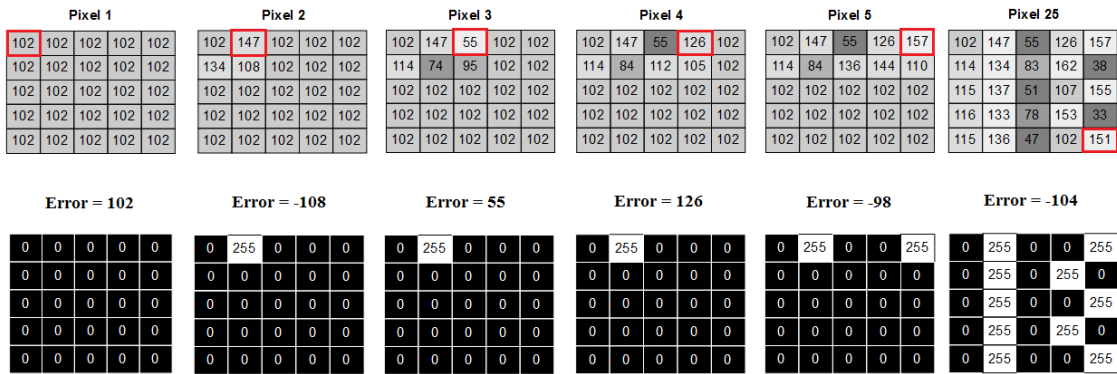 Pixel 1 Pixel 2 Pixel 3 Pixel 4 Pixel 5 Pixel 25
102 102 102 102 102 102 147 102 102 102 102 147 55 102 102 102 147 55 126 102 102 147 55 126 157 102 147 55 126 157
102 102 102 102 102 134 108 102 102 102 114 74 95 102 102 114 84 112 105 102 114 84 136 144 110 114 134 83 162 38
102 102 102 102 102 102 102 102 102 102 102 102 102 102 102 102 102 102 102 102 102 102 102 102 102 115 137 51 107 155
102 102 102 102 102 102 102 102 102 102 102 102 102 102 102 102 102 102 102 102 102 102 102 102 102 116 133 78 153 33
102 102 102 102 102 102 102 102 102 102 102 102 102 102 102 102 102 102 102 102 102 102 102 102 102 115 136 47 102 151
Error = 102 Error = -108 Error = 55 Error = 126 Error = -98 Error = -104
0 0 0 0 0 0 255 0 0 0 0 255 0 0 0 0 255 0 0 0 0 255 0 0 255 0 255 0 0 255
0 0 0 0 0 0 0 0 0 0 0 0 0 0 0 0 0 0 0 0 0 0 0 0 0 0 255 0 255 0
0 0 0 0 0 0 0 0 0 0 0 0 0 0 0 0 0 0 0 0 0 0 0 0 0 0 255 0 0 255
0 0 0 0 0 0 0 0 0 0 0 0 0 0 0 0 0 0 0 0 0 0 0 0 0 0 255 0 255 0
0 0 0 0 0 0 0 0 0 0 0 0 0 0 0 0 0 0 0 0 0 0 0 0 0 0 255 0 0 255